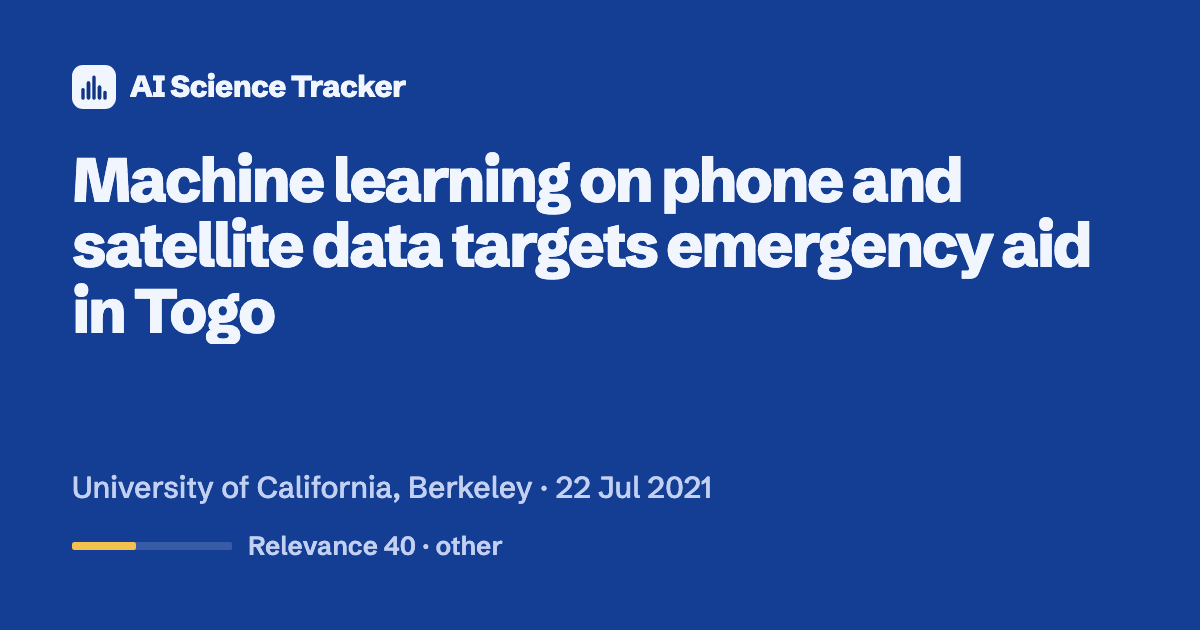 AI Science Tracker
Machine learning on phone and
satellite data targets emergency aid
in Togo
University of California, Berkeley · 22 Jul 2021
Relevance 40 · other